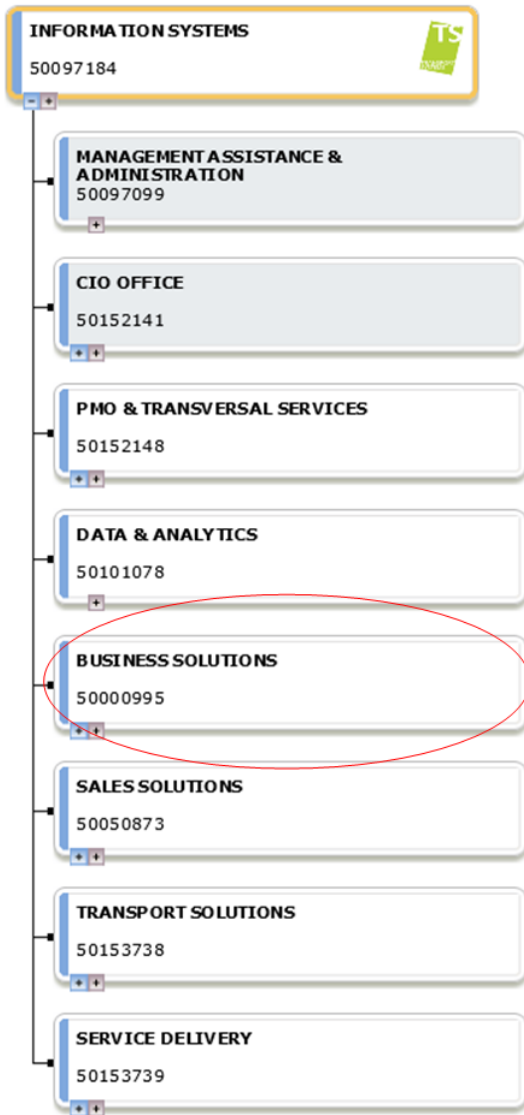 INFORMATION SYSTEMS
TS
50097184
MANAGEMENT ASSISTANCE &
ADMINISTRATION
50097099
CIO OFFICE
50152141
PMO & TRANSVERSAL SERVICES
50152148
DATA & ANALYTICS
50101078
BUSINESS SOLUTIONS
50000995
SALES SOLUTIONS
50050873
TRANSPORT SOLUTIONS
50153738
SERVICE DELIVERY
50153739